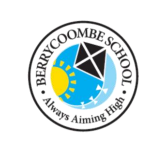 BERRYCOOMBE SCHOOL
• Always Aiming High •